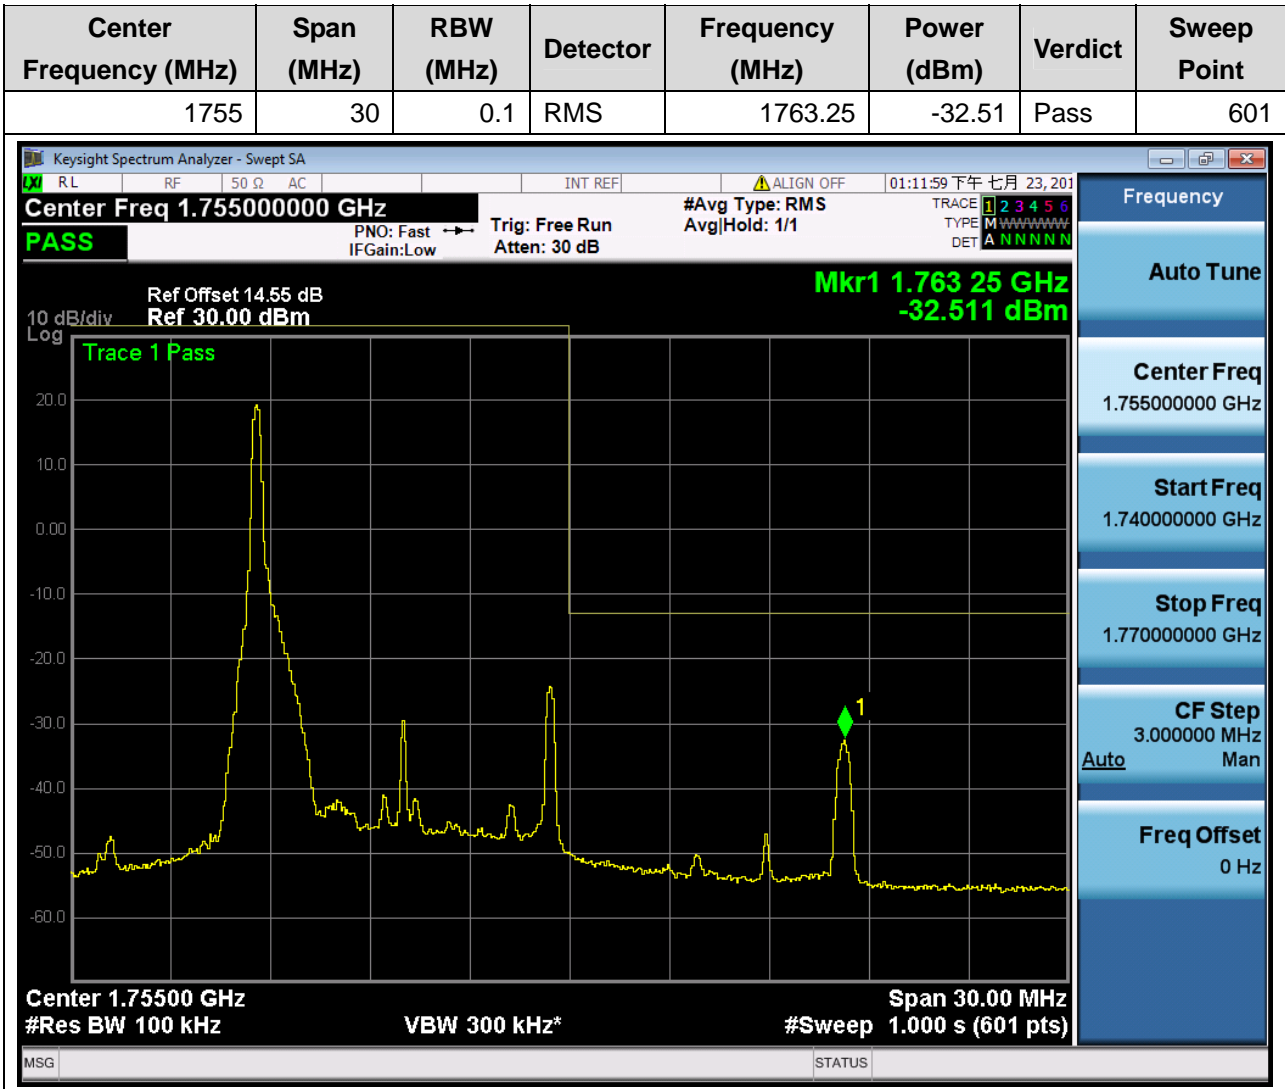 Center Frequency (MHz) Span (MHz) RBW (MHz) Detector Frequency (MHz) Power (dBm) Verdict Sweep Point
1755 30 0.1 RMS 1763.25 -32.51 Pass 601
Keysight Spectrum Analyzer - Swept SA
LXI RL RF 50 Ω AC INT REF ALIGN OFF 01:11:59 下午 七月 23, 201
Center Freq 1.755000000 GHz
PASS
PNO: Fast
IFGain:Low
Trig: Free Run
Atten: 30 dB
#Avg Type: RMS
Avg|Hold: 1/1
TRACE 1 2 3 4 5 6
TYPE M WWWWW
DET A N N N N N
Mkr1 1.763 25 GHz
-32.511 dBm
Ref Offset 14.55 dB
10 dB/div Ref 30.00 dBm
Log
Trace 1 Pass
20.0
10.0
0.00
-10.0
-20.0
-30.0
-40.0
-50.0
-60.0
1
Center 1.75500 GHz Span 30.00 MHz
#Res BW 100 kHz VBW 300 kHz* #Sweep 1.000 s (601 pts)
MSG STATUS
Frequency
Auto Tune
Center Freq
1.755000000 GHz
Start Freq
1.740000000 GHz
Stop Freq
1.770000000 GHz
CF Step
3.000000 MHz
Auto Man
Freq Offset
0 Hz